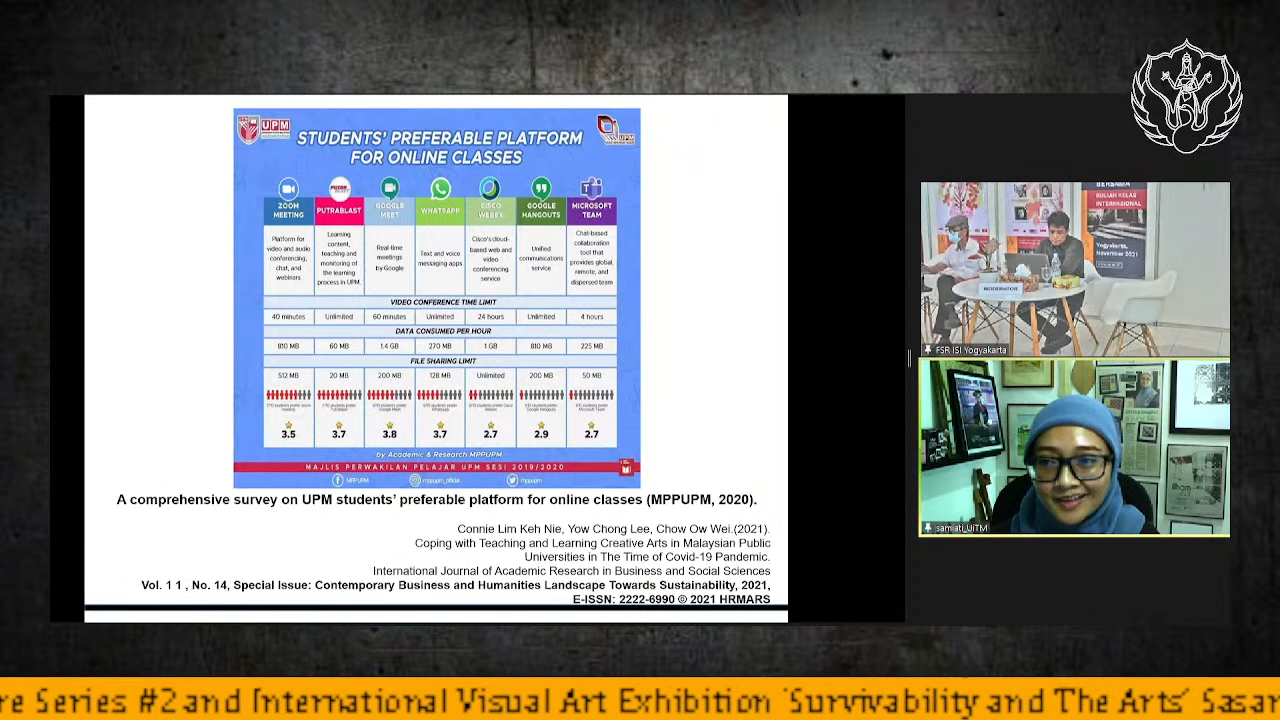 UPM
UPM
STUDENTS' PREFERABLE PLATFORM
FOR ONLINE CLASSES
ZOOM MEETING
PUTRABLAST
GOOGLE MEET
WHATSAPP
CISCO WEBEX
GOOGLE HANGOUTS
MICROSOFT TEAM
Platform for video and audio conferencing, chat, and webinars
Learning content, teaching and monitoring of the learning process in UPM.
Real-time meetings by Google
Text and voice messaging apps
Cisco's cloud-based web and video conferencing service
Unified communications service
Chat-based collaboration tool that provides global, remote, and dispersed team
VIDEO CONFERENCE TIME LIMIT
40 minutes Unlimited 60 minutes Unlimited 24 hours Unlimited 4 hours
DATA CONSUMED PER HOUR
810 MB 60 MB 1.4 GB 270 MB 1 GB 810 MB 225 MB
FILE SHARING LIMIT
512 MB 20 MB 200 MB 128 MB Unlimited 200 MB 50 MB
3.5 3.7 3.8 3.7 2.7 2.9 2.7
by Academic & Research MPPUPM
MAJLIS PERWAKILAN PELAJAR UPM SESI 2019/2020
MPPUPM mppupm_official mppupm
A comprehensive survey on UPM students' preferable platform for online classes (MPPUPM, 2020).
Connie Lim Keh Nie, Yow Chong Lee, Chow Ow Wei.(2021).
Coping with Teaching and Learning Creative Arts in Malaysian Public
Universities in The Time of Covid-19 Pandemic.
International Journal of Academic Research in Business and Social Sciences
Vol. 1 1 , No. 14, Special Issue: Contemporary Business and Humanities Landscape Towards Sustainability, 2021,
E-ISSN: 2222-6990 © 2021 HRMARS
BERSAMA
KULIAH KELAS
INTERNASIONAL
Yogyakarta,
November 2021
MODERATOR
FSR ISI Yogyakarta
samiati_UiTM
re Series #2 and International Visual Art Exhibition 'Survivability and The Arts' Sasar